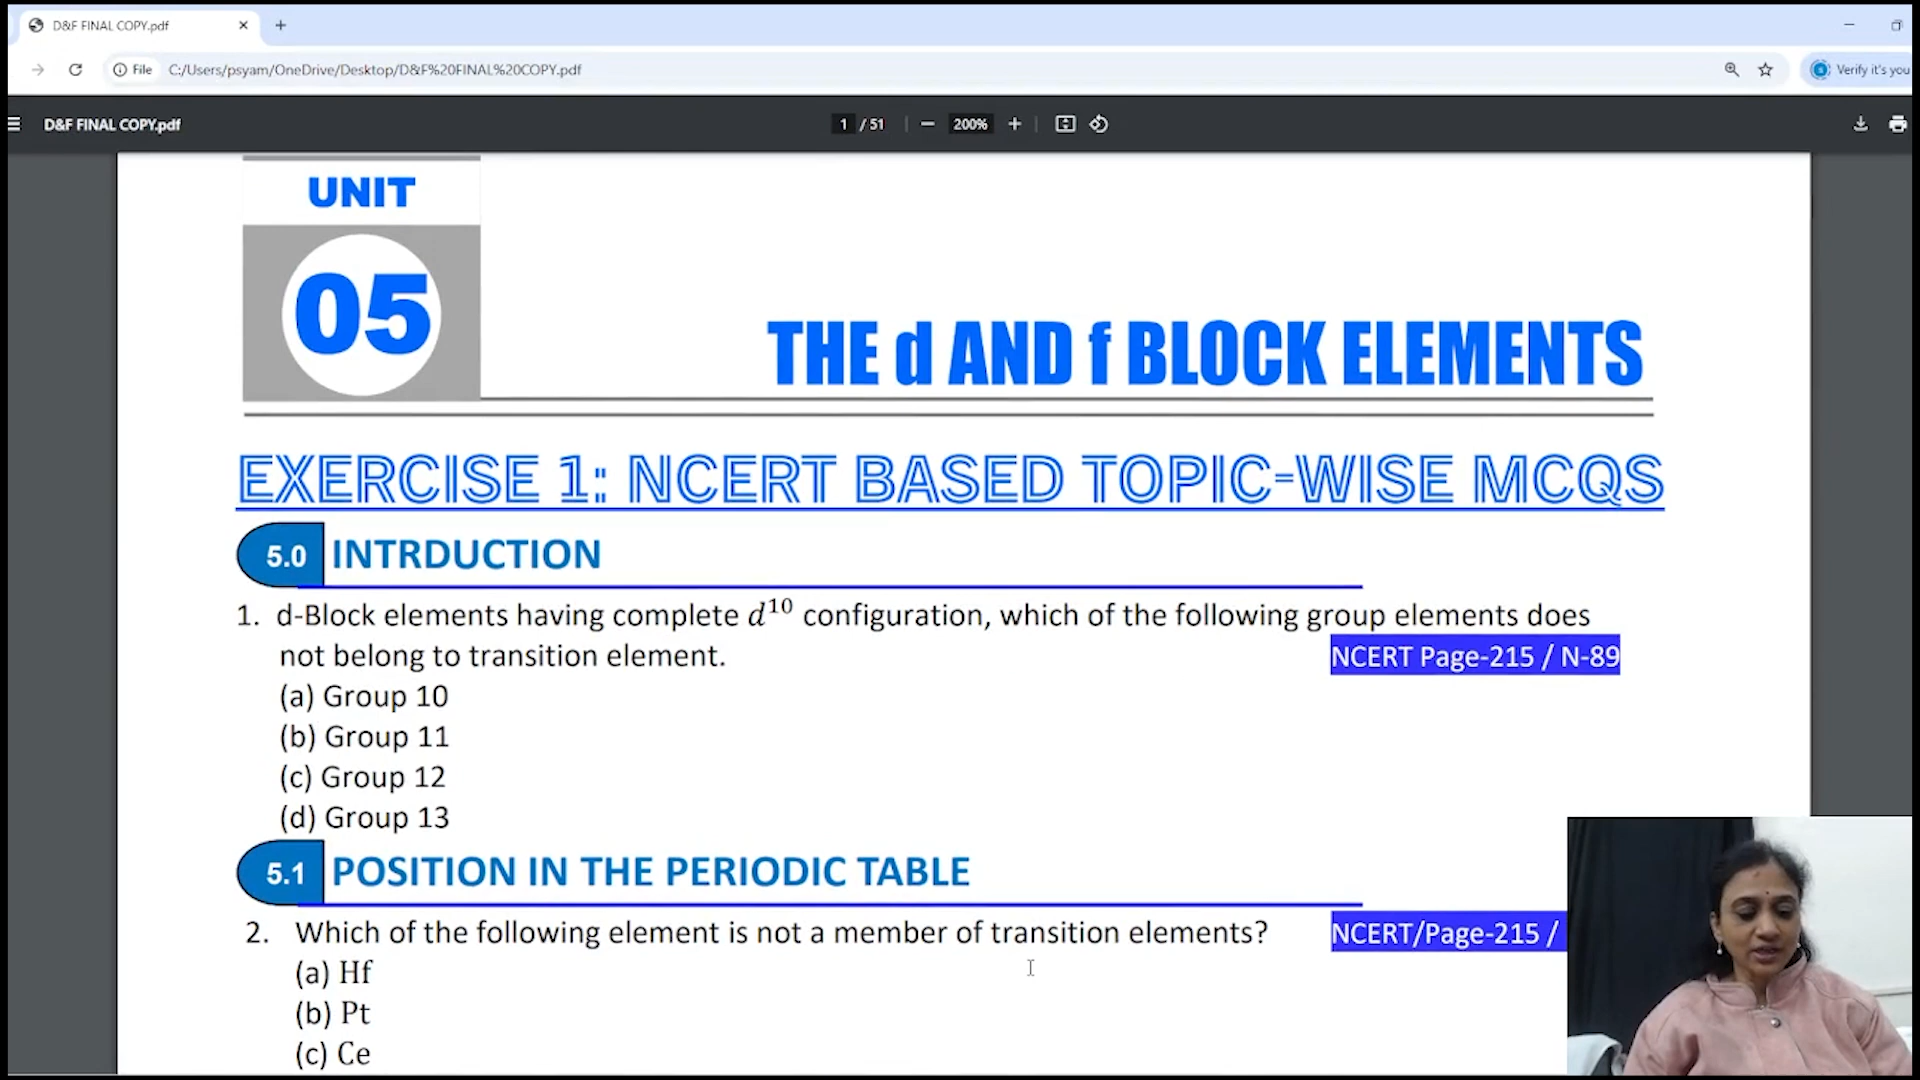 D&F FINAL COPY.pdf
File C:/Users/psyam/OneDrive/Desktop/D&F%20FINAL%20COPY.pdf
Verify it's you
D&F FINAL COPY.pdf
1 / 51
200%
UNIT
05
THE d AND f BLOCK ELEMENTS
EXERCISE 1: NCERT BASED TOPIC-WISE MCQS
5.0 INTRDUCTION
1. d-Block elements having complete d¹⁰ configuration, which of the following group elements does
not belong to transition element. NCERT Page-215 / N-89
(a) Group 10
(b) Group 11
(c) Group 12
(d) Group 13
5.1 POSITION IN THE PERIODIC TABLE
2. Which of the following element is not a member of transition elements? NCERT/Page-215 /
(a) Hf
(b) Pt
(c) Ce